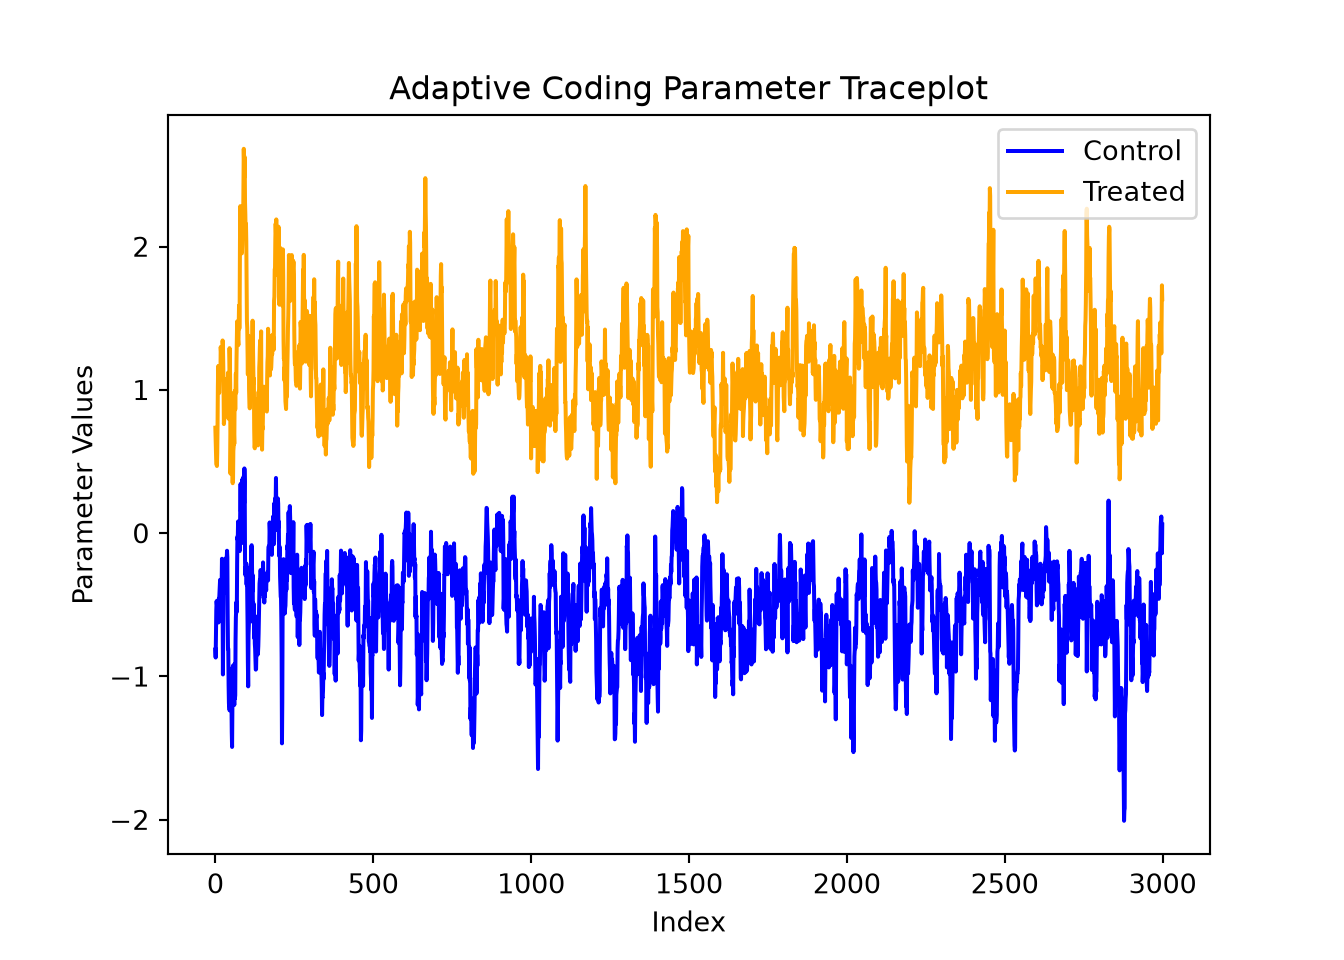 Adaptive Coding Parameter Traceplot
Control
Treated
Parameter Values
2
1
0
−1
−2
0 500 1000 1500 2000 2500 3000
Index